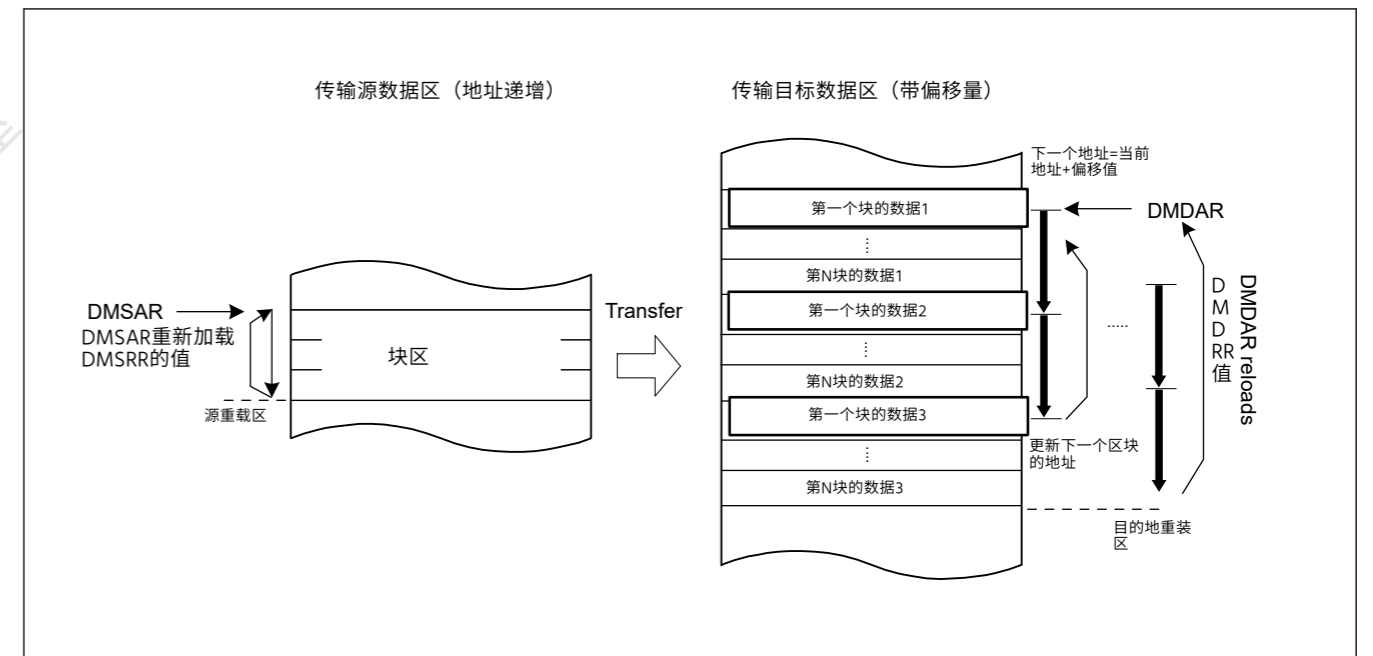 传输源数据区（地址递增）
传输目标数据区（带偏移量）
下一个地址=当前
地址+偏移值
第一个块的数据1
DMDAR
第N块的数据1
DMSAR
DMSAR重新加载
DMSRR的值
块区
源重载区
Transfer
第一个块的数据2
第N块的数据2
第一个块的数据3
第N块的数据3
更新下一个区块
的地址
.....
D
M
D
RR
值
DMDAR reloads
目的地重装
区